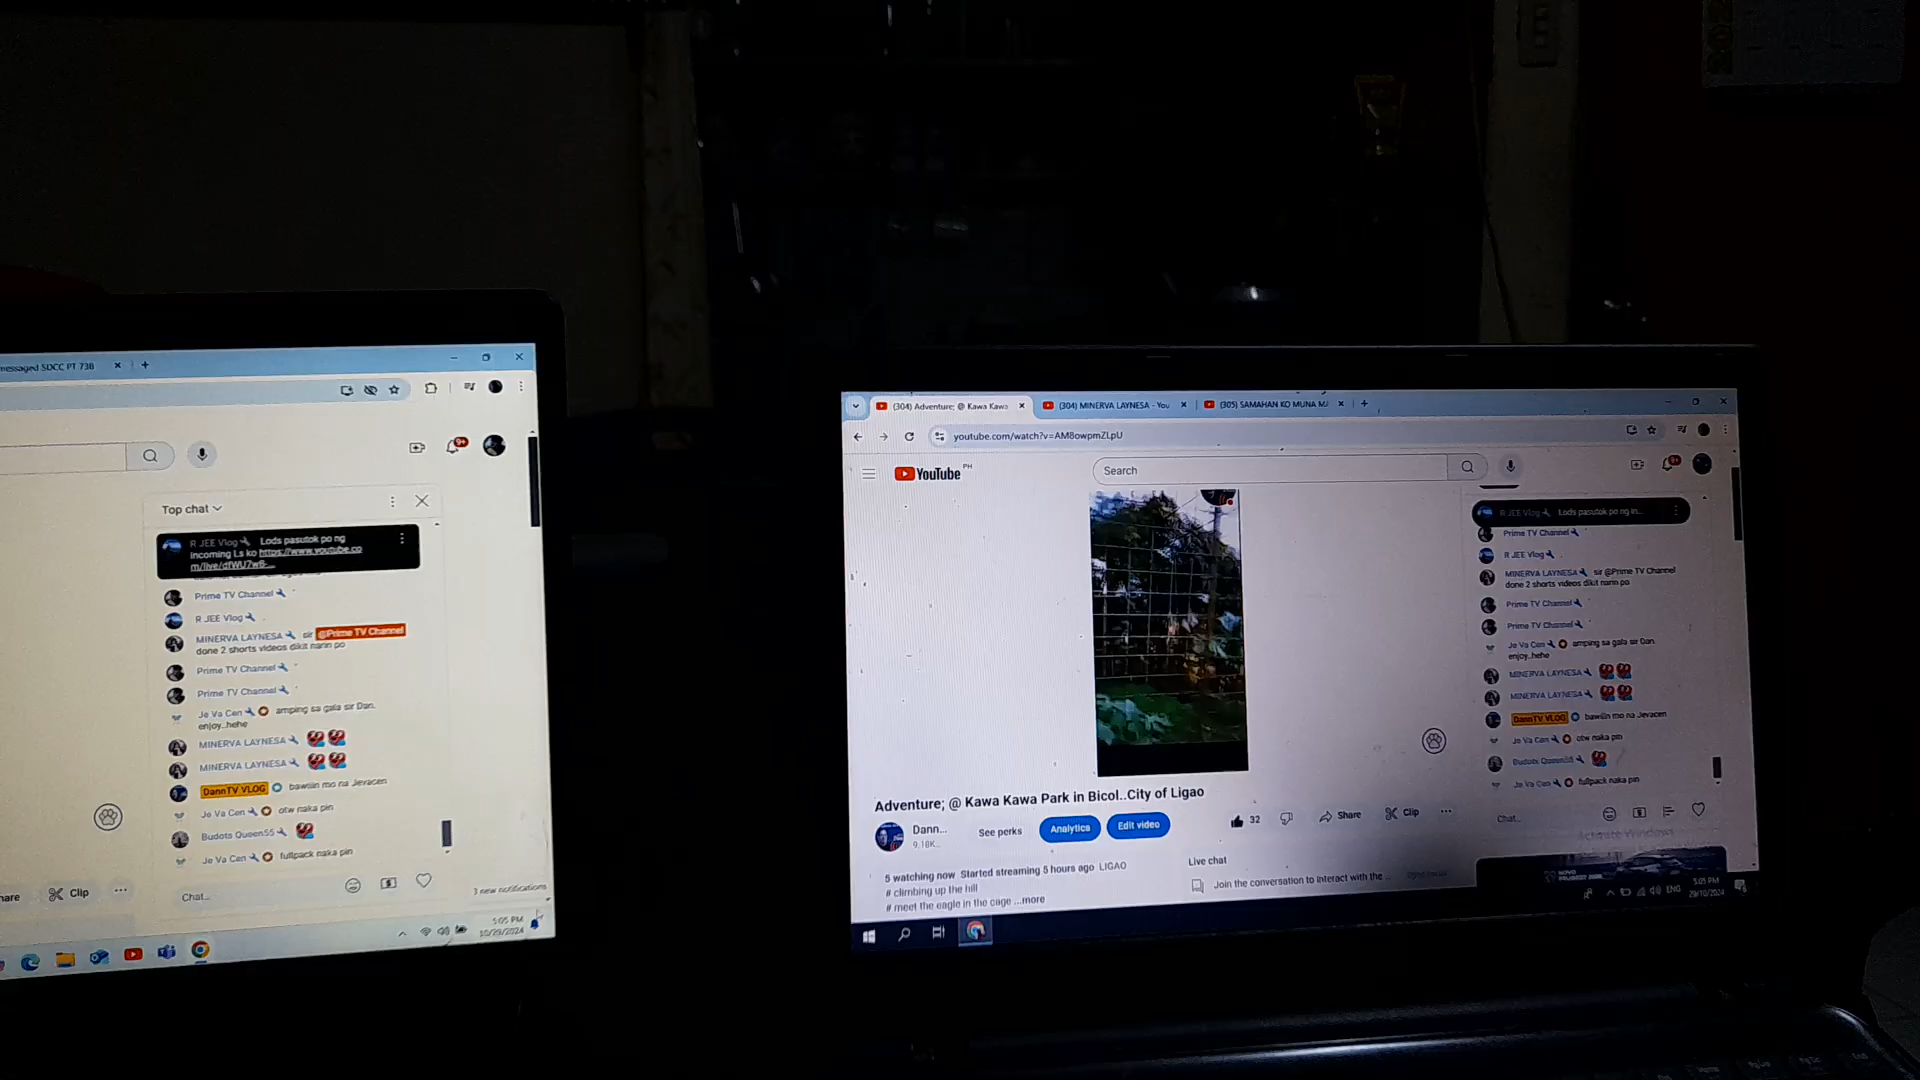 messaged SDCC PT 738
Top chat
R JEE Vlog Lods pasutok po ng
incoming Ls ko https://www.youtube.co
m/live/dfWU7w8-...
Prime TV Channel
R JEE Vlog
MINERVA LAYNESA sir @Prime TV Channel
done 2 shorts videos dikit narin po
Prime TV Channel
Prime TV Channel
Je Va Cen amping sa gala sir Dan.
enjoy..hehe
MINERVA LAYNESA
MINERVA LAYNESA
DannTV VLOG bawiin mo na Jevacen
Je Va Cen otw naka pin
Budots Queen55
Je Va Cen fullpack naka pin
Chat...
Clip
3 new notifications
5:05 PM
10/29/2024
(304) Adventure; @ Kawa Kawa
(304) MINERVA LAYNESA - You
(305) SAMAHAN KO MUNA M
youtube.com/watch?v=AM8owpmZLpU
YouTube PH
Search
R JEE Vlog Lods pasutok po ng in...
Prime TV Channel
R JEE Vlog
MINERVA LAYNESA sir @Prime TV Channel
done 2 shorts videos dikit narin po
Prime TV Channel
Prime TV Channel
Je Va Cen amping sa gala sir Dan.
enjoy..hehe
MINERVA LAYNESA
MINERVA LAYNESA
DannTV VLOG bawiin mo na Jevacen
Je Va Cen otw naka pin
Budots Queen55
Je Va Cen fullpack naka pin
Chat...
Activate Windows
Adventure; @ Kawa Kawa Park in Bicol..City of Ligao
Dann...
9.18K...
See perks
Analytics
Edit video
32
Share
Clip
5 watching now Started streaming 5 hours ago LIGAO
# climbing up the hill
# meet the eagle in the cage ...more
Live chat
Join the conversation to interact with the ...
Open panel
ENG
5:05 PM
29/10/2024